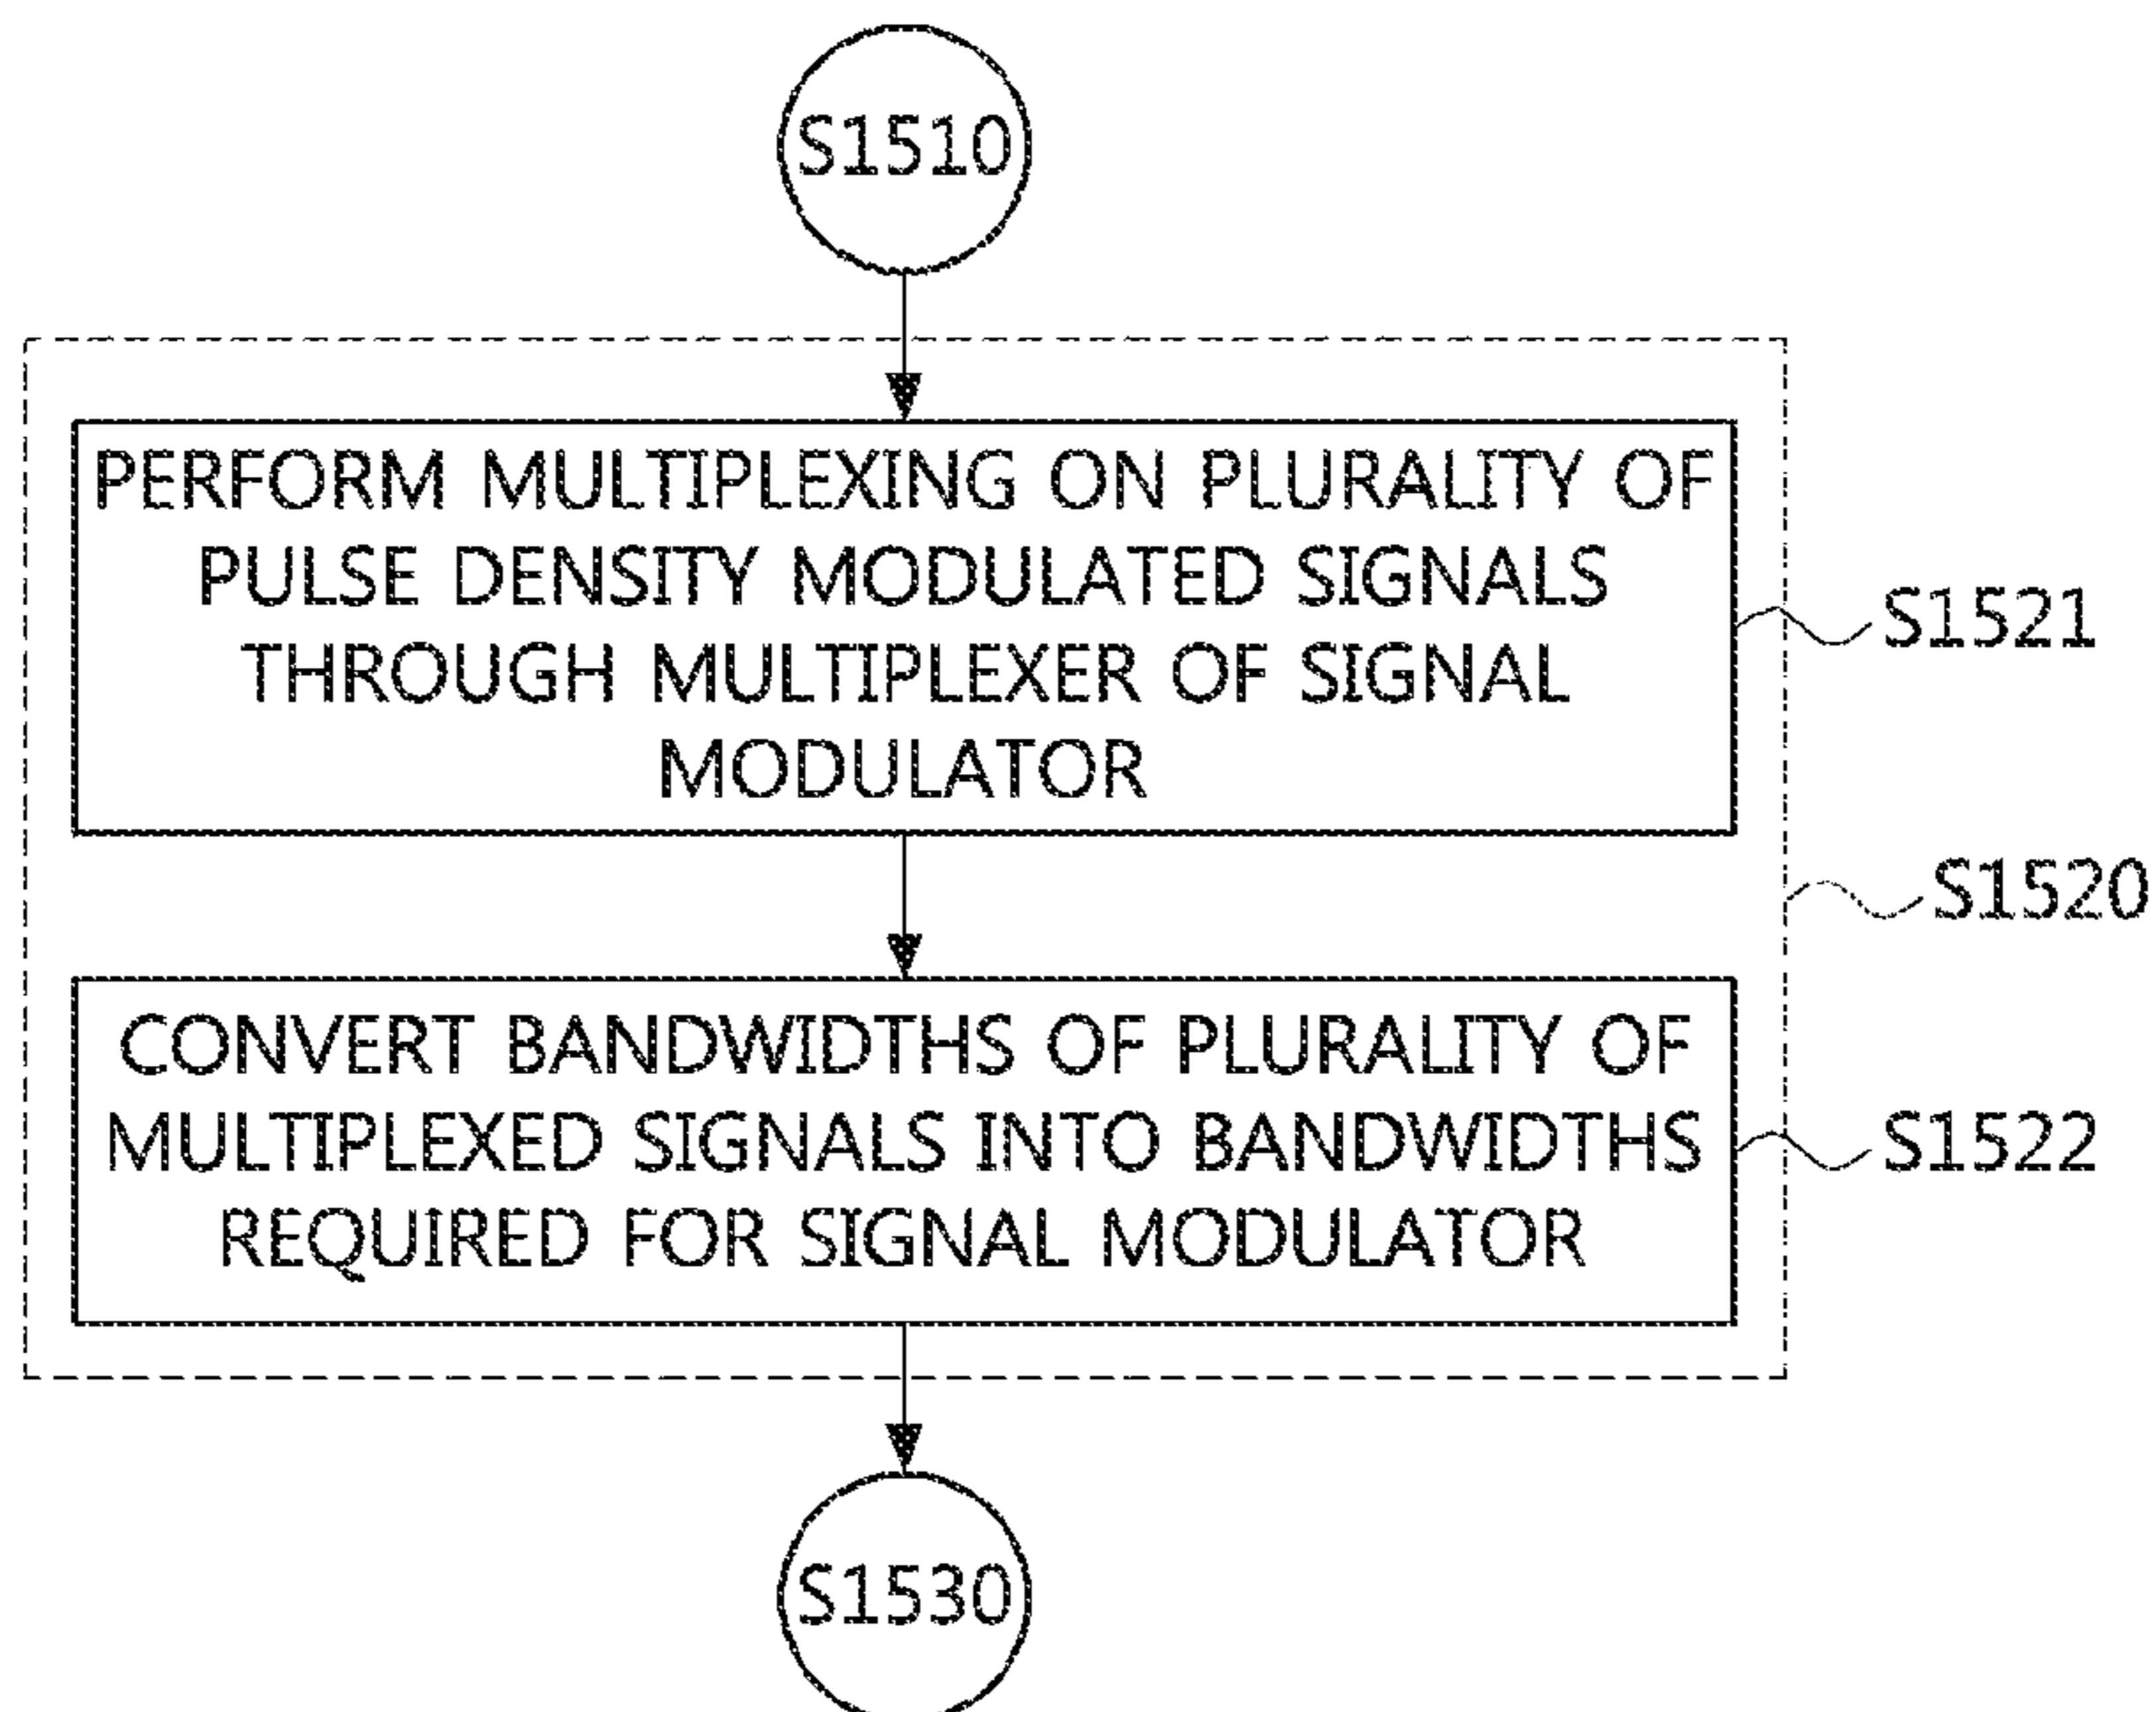 S1510
PERFORM MULTIPLEXING ON PLURALITY OF
PULSE DENSITY MODULATED SIGNALS
THROUGH MULTIPLEXER OF SIGNAL
MODULATOR
S1521
S1520
CONVERT BANDWIDTHS OF PLURALITY OF
MULTIPLEXED SIGNALS INTO BANDWIDTHS
REQUIRED FOR SIGNAL MODULATOR
S1522
S1530